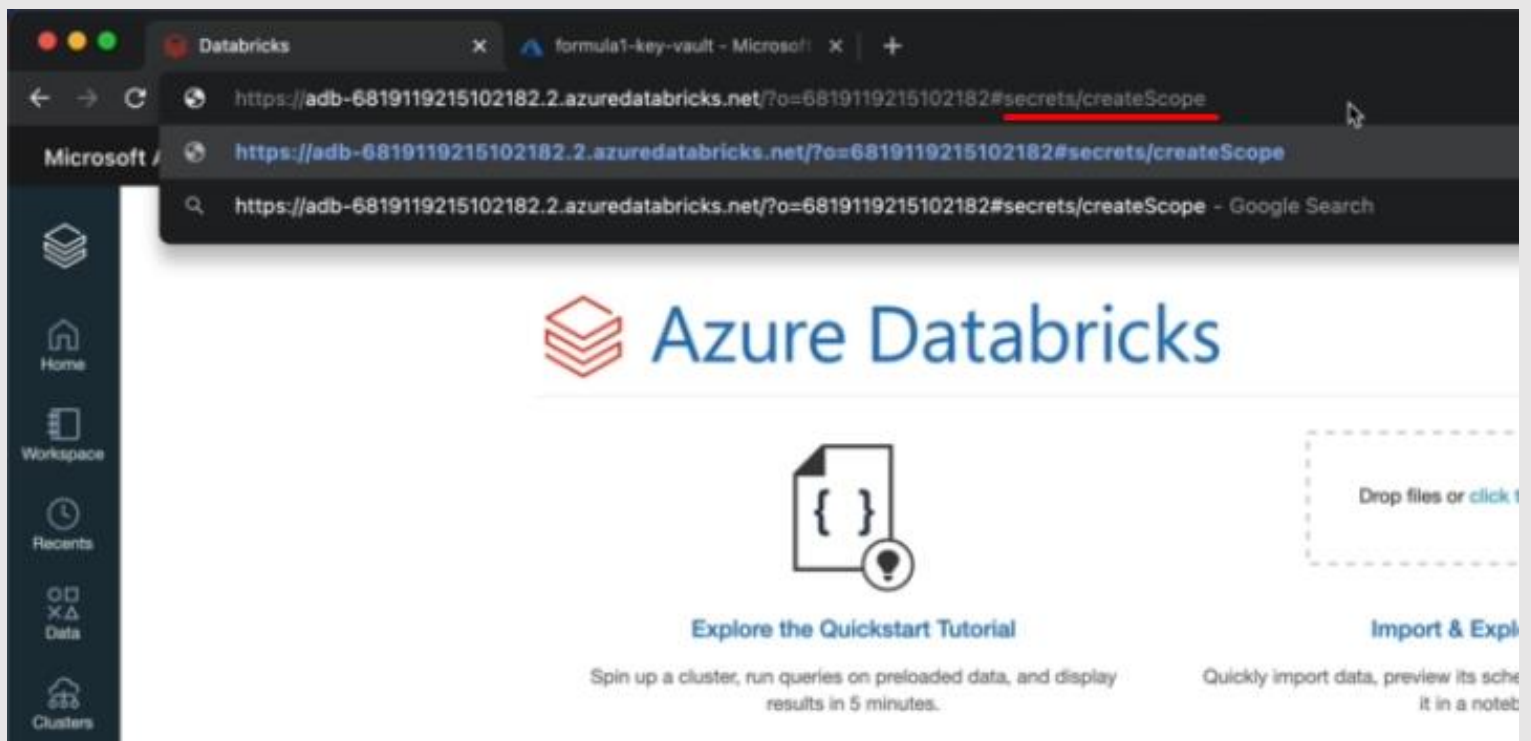 Databricks
formula1-key-vault - Microsof
https://adb-6819119215102182.2.azuredatabricks.net/?o=6819119215102182#secrets/createScope
Microsoft A
https://adb-6819119215102182.2.azuredatabricks.net/?o=6819119215102182#secrets/createScope
https://adb-6819119215102182.2.azuredatabricks.net/?o=6819119215102182#secrets/createScope - Google Search
Azure Databricks
Home
Workspace
Recents
Data
Clusters
{ }
Drop files or click t
Explore the Quickstart Tutorial
Spin up a cluster, run queries on preloaded data, and display
results in 5 minutes.
Import & Expl
Quickly import data, preview its sche
it in a noteb